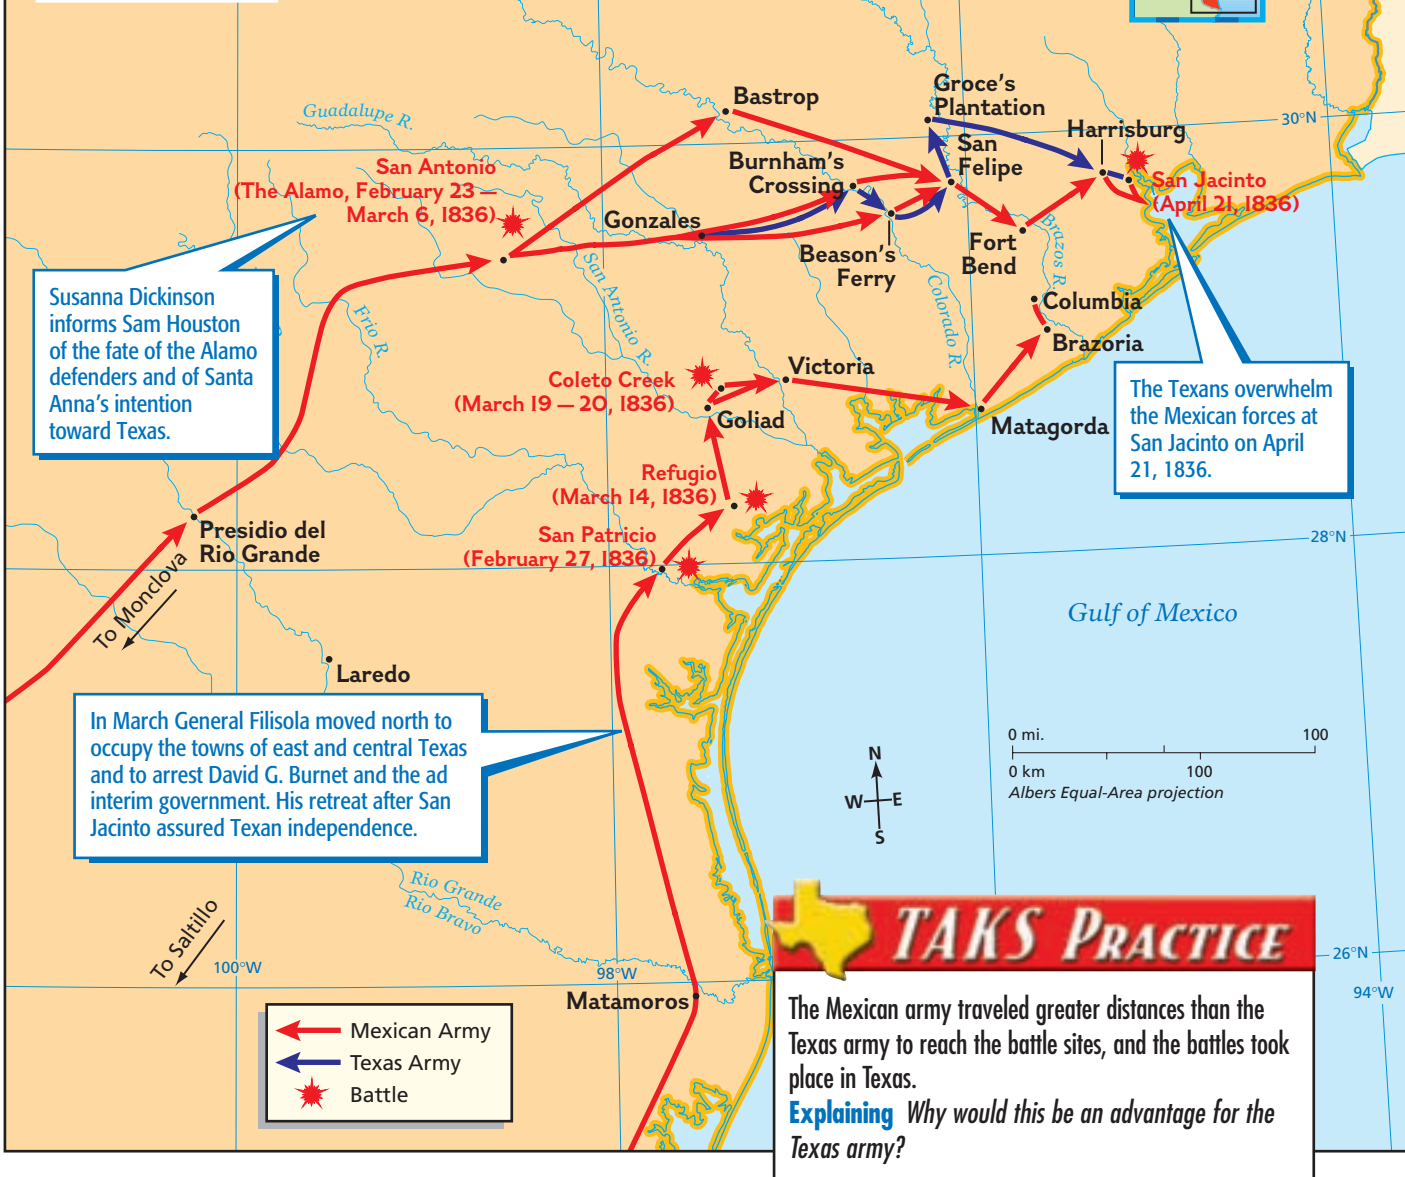 Groce's
Plantation
Bastrop
30°N
Guadalupe R.
Harrisburg
San
Felipe
San Antonio
(The Alamo, February 23 —
March 6, 1836)
Burnham's
Crossing
San Jacinto
(April 21, 1836)
Gonzales
Brazos R.
Fort
Bend
Beason's
Ferry
San Antonio R.
Colorado R.
Susanna Dickinson
informs Sam Houston
of the fate of the Alamo
defenders and of Santa
Anna's intention
toward Texas.
Frio R.
Columbia
Brazoria
Victoria
Coleto Creek
(March 19 — 20, 1836)
Goliad
Matagorda
The Texans overwhelm
the Mexican forces at
San Jacinto on April
21, 1836.
Refugio
(March 14, 1836)
San Patricio
(February 27, 1836)
Presidio del
Rio Grande
28°N
To Monclova
Gulf of Mexico
Laredo
In March General Filisola moved north to
occupy the towns of east and central Texas
and to arrest David G. Burnet and the ad
interim government. His retreat after San
Jacinto assured Texan independence.
0 mi. 100
0 km 100
Albers Equal-Area projection
N
W E
S
Rio Grande
Rio Bravo
To Saltillo
100°W
98°W
26°N
94°W
Matamoros
Mexican Army
Texas Army
Battle
TAKS PRACTICE
The Mexican army traveled greater distances than the
Texas army to reach the battle sites, and the battles took
place in Texas.
Explaining Why would this be an advantage for the
Texas army?